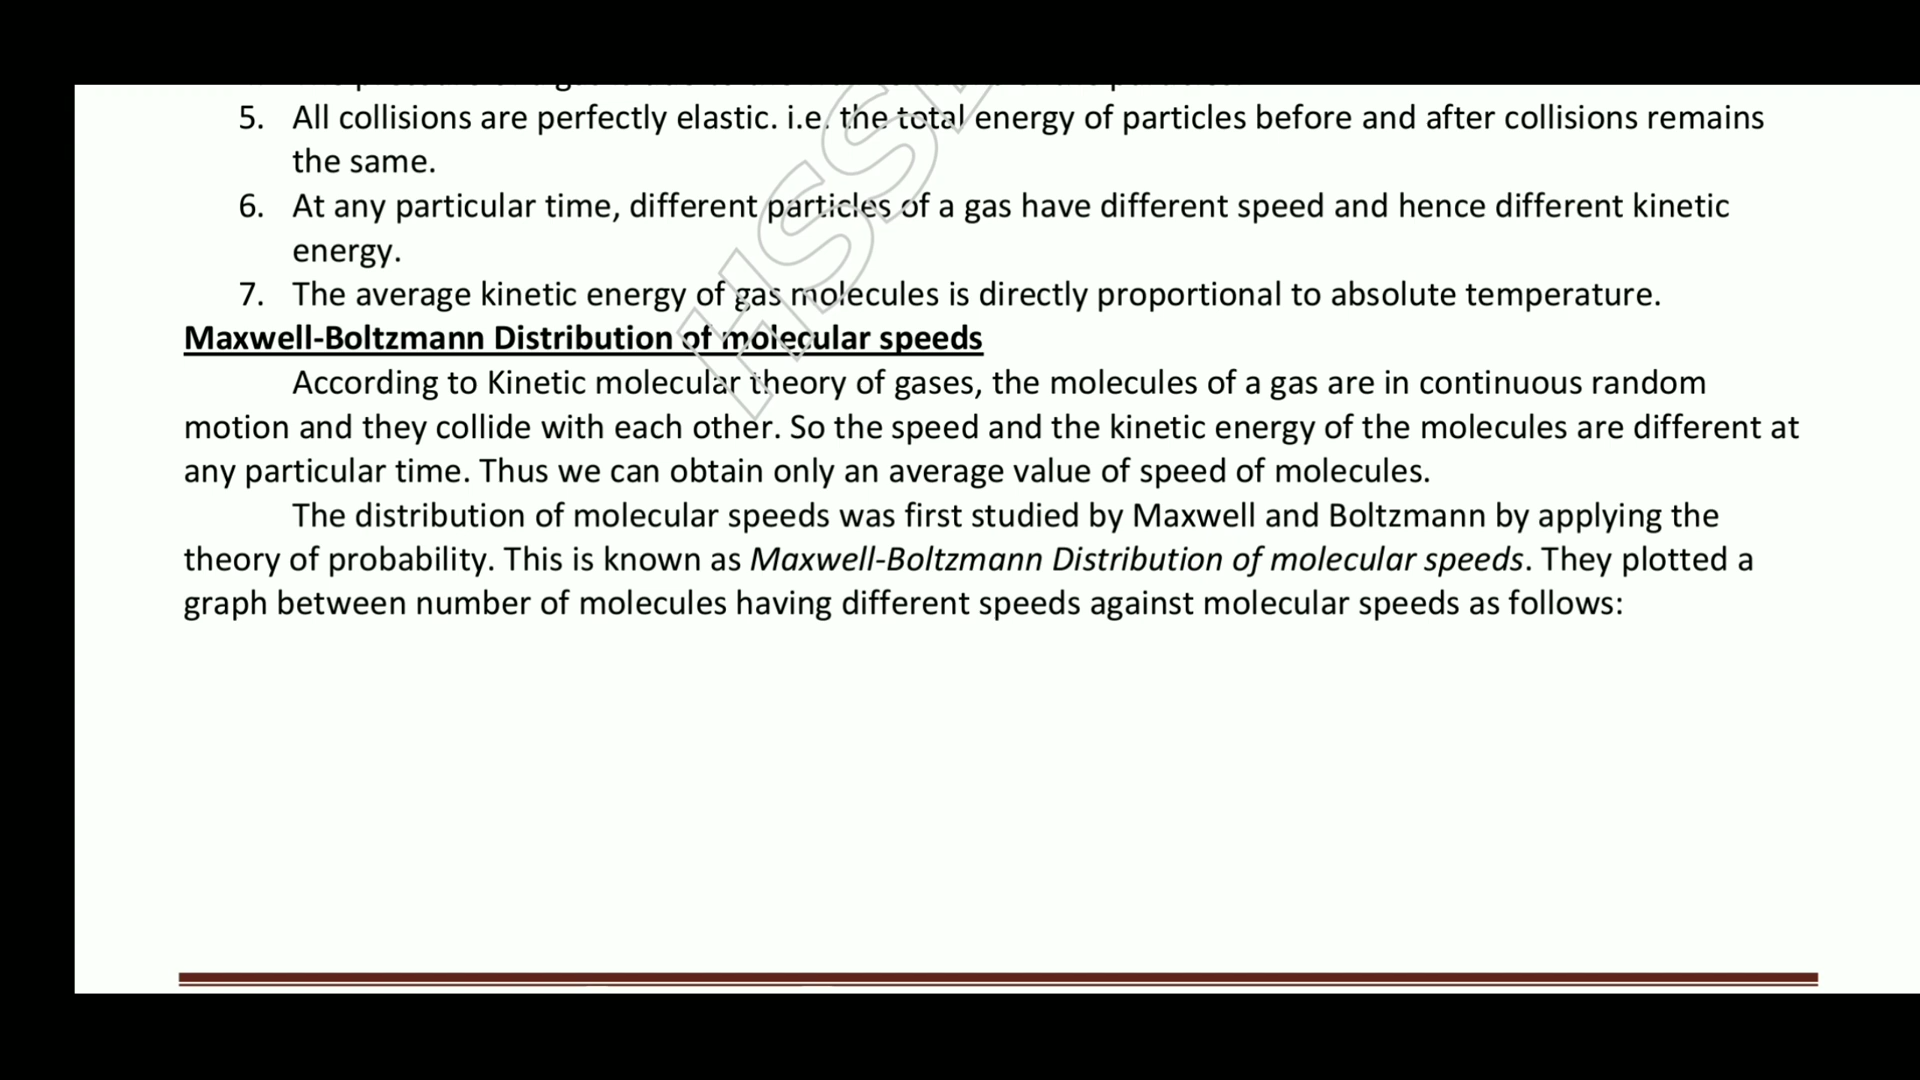 5. All collisions are perfectly elastic. i.e. the total energy of particles before and after collisions remains
the same.
6. At any particular time, different particles of a gas have different speed and hence different kinetic
energy.
7. The average kinetic energy of gas molecules is directly proportional to absolute temperature.
Maxwell-Boltzmann Distribution of molecular speeds
According to Kinetic molecular theory of gases, the molecules of a gas are in continuous random
motion and they collide with each other. So the speed and the kinetic energy of the molecules are different at
any particular time. Thus we can obtain only an average value of speed of molecules.
The distribution of molecular speeds was first studied by Maxwell and Boltzmann by applying the
theory of probability. This is known as Maxwell-Boltzmann Distribution of molecular speeds. They plotted a
graph between number of molecules having different speeds against molecular speeds as follows:
HSS